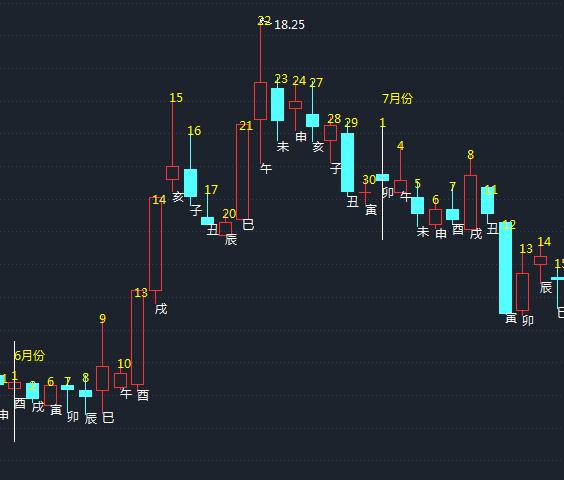 6月份
1
酉
2
戌
6
寅
7
卯
8
辰
9
巳
10
午
13
酉
14
戌
15
亥
16
子
17
丑
20
辰
21
巳
22
18.25
午
23
未
24
申
27
亥
28
子
29
丑
30
寅
7月份
1
卯
4
午
5
未
6
申
7
酉
8
戌
11
丑
12
寅
13
卯
14
辰
15
申